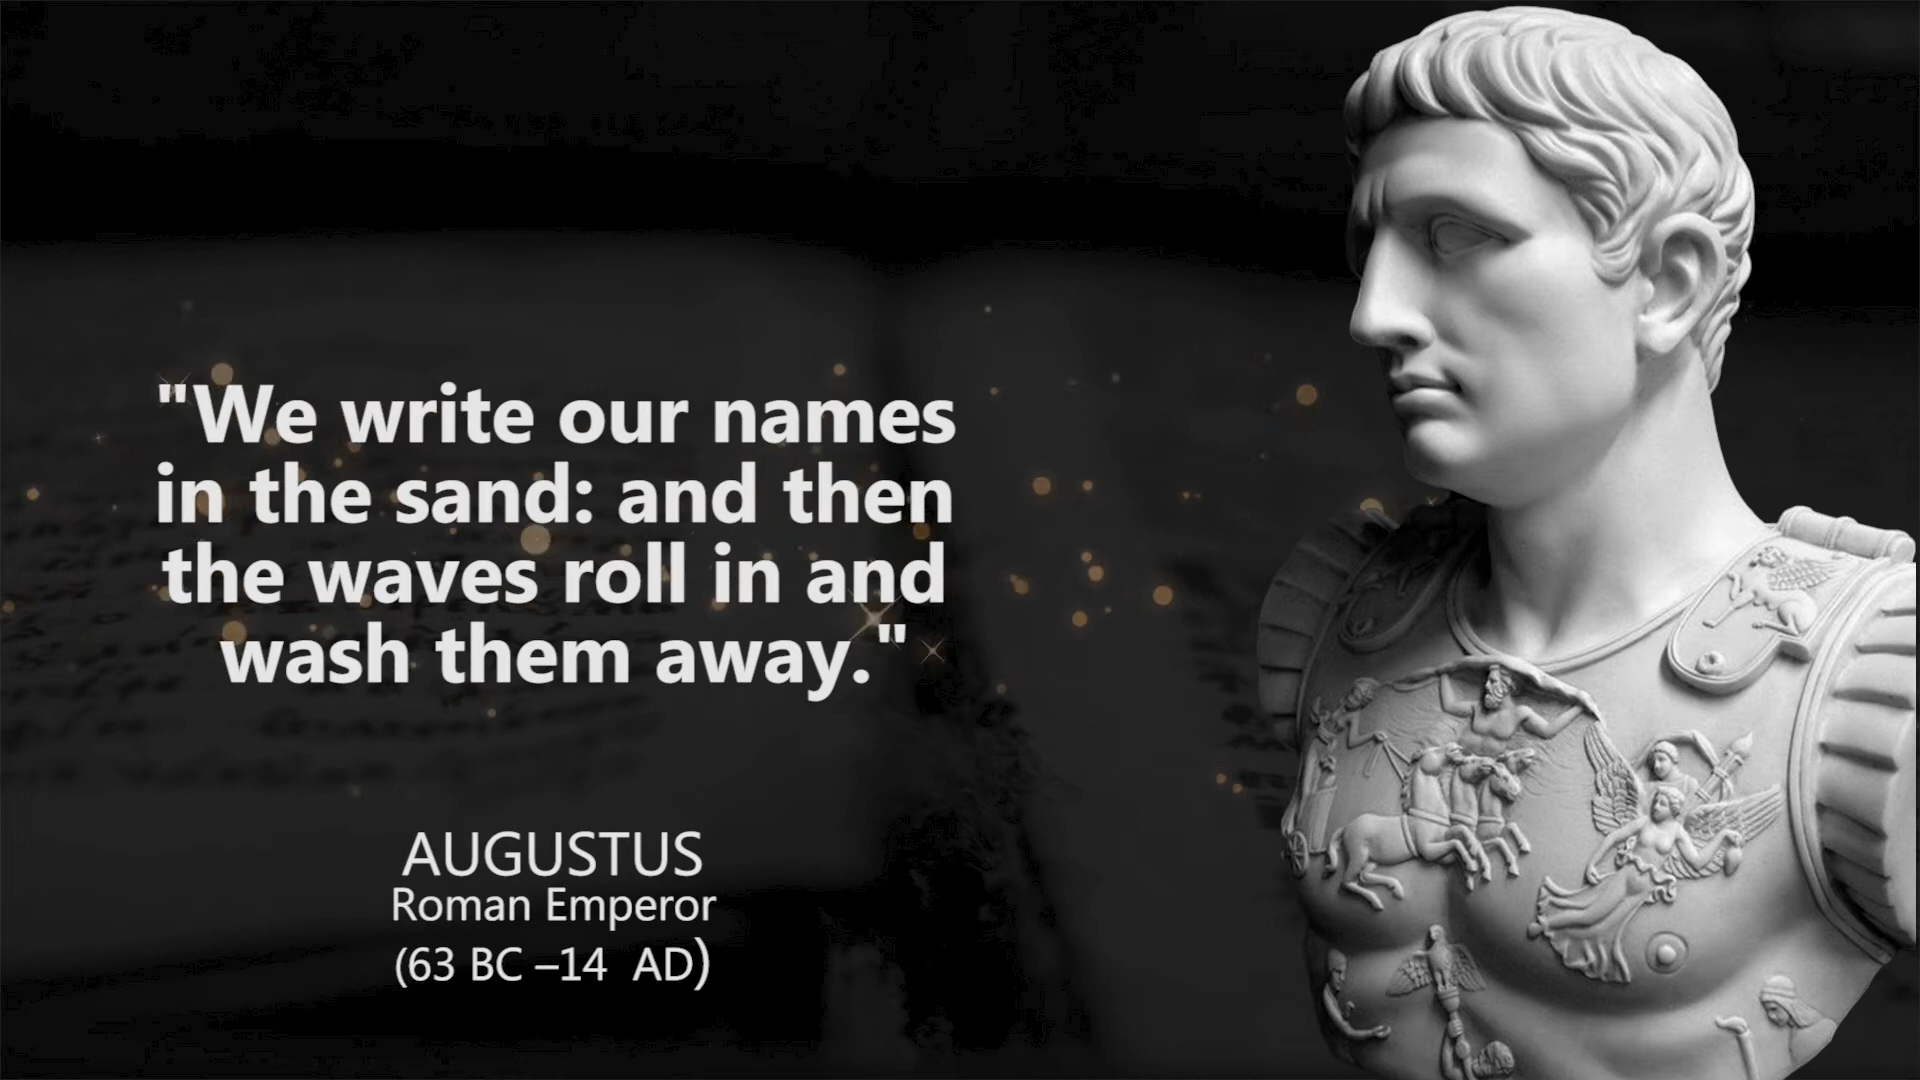 "We write our names
in the sand: and then
the waves roll in and
wash them away."
AUGUSTUS
Roman Emperor
(63 BC –14  AD)